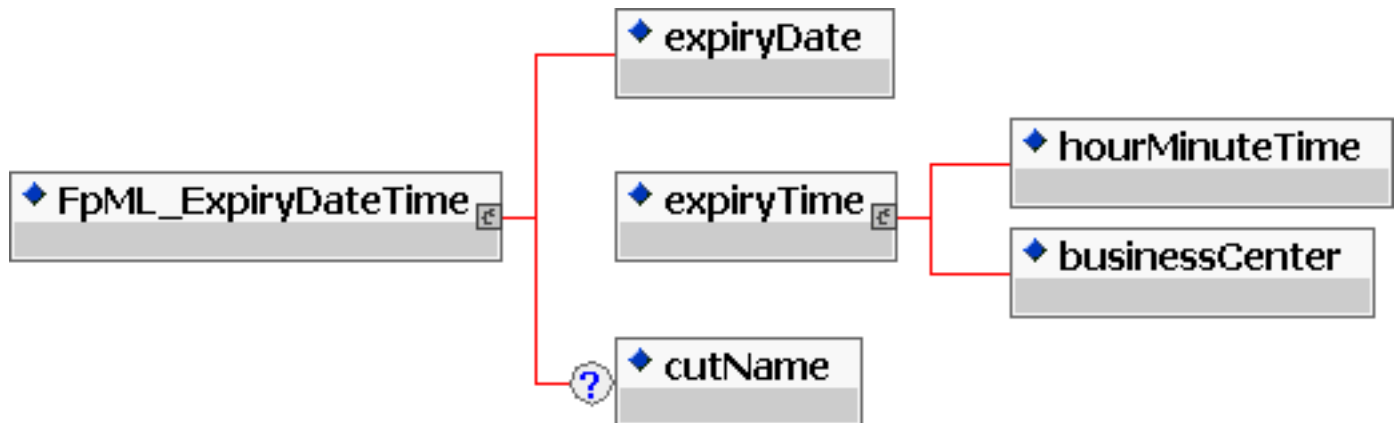 expiryDate
hourMinuteTime
FpML_ExpiryDateTime
expiryTime
businessCenter
?
cutName